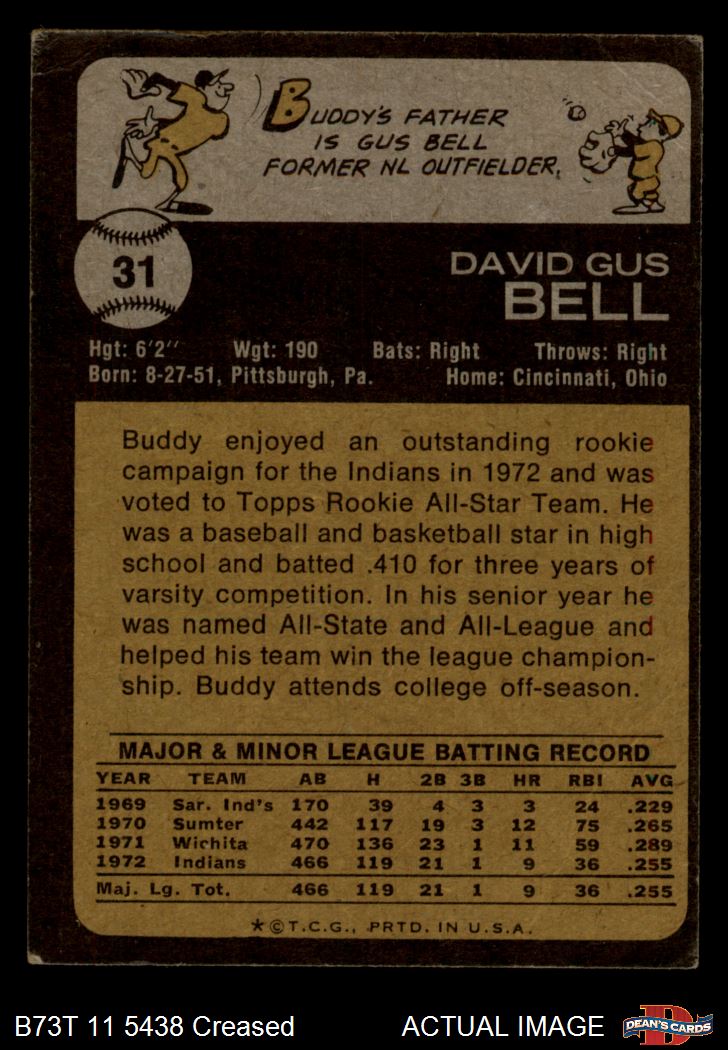 BUDDY'S FATHER
IS GUS BELL
FORMER NL OUTFIELDER.
31
DAVID GUS
BELL
Hgt: 6'2" Wgt: 190 Bats: Right Throws: Right
Born: 8-27-51, Pittsburgh, Pa. Home: Cincinnati, Ohio
Buddy enjoyed an outstanding rookie
campaign for the Indians in 1972 and was
voted to Topps Rookie All-Star Team. He
was a baseball and basketball star in high
school and batted .410 for three years of
varsity competition. In his senior year he
was named All-State and All-League and
helped his team win the league champion-
ship. Buddy attends college off-season.
MAJOR & MINOR LEAGUE BATTING RECORD
YEAR TEAM AB H 2B 3B HR RBI AVG
1969 Sar. Ind's 170 39 4 3 3 24 .229
1970 Sumter 442 117 19 3 12 75 .265
1971 Wichita 470 136 23 1 11 59 .289
1972 Indians 466 119 21 1 9 36 .255
Maj. Lg. Tot. 466 119 21 1 9 36 .255
*©T.C.G., PRTD. IN U.S.A.
B73T 11 5438 Creased ACTUAL IMAGE
D
DEAN'S CARDS